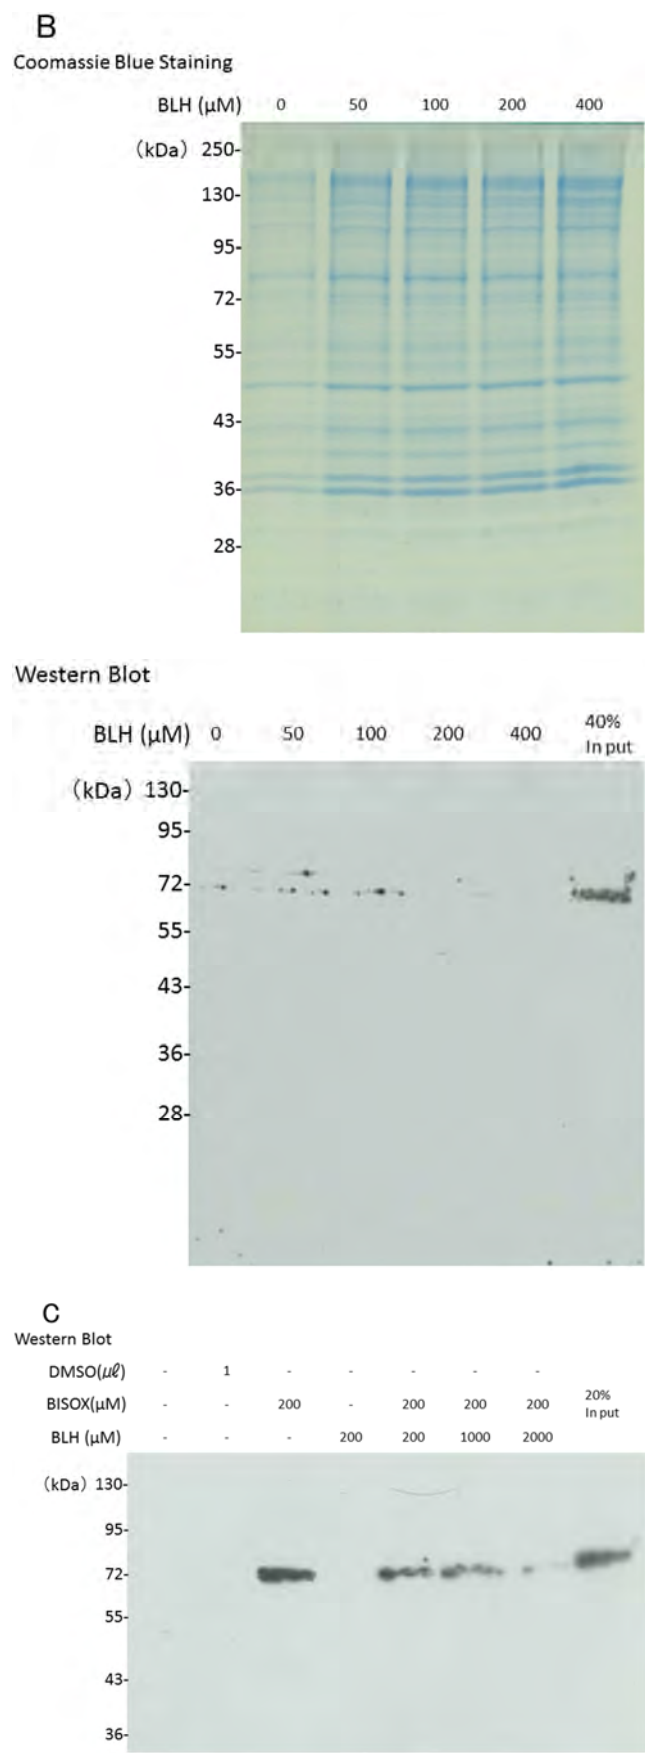 B
Coomassie Blue Staining
BLH (μM) 0 50 100 200 400
(kDa) 250-
130-
95-
72-
55-
43-
36-
28-
Western Blot
BLH (μM) 0 50 100 200 400 40%
In put
(kDa) 130-
95-
72-
55-
43-
36-
28-
C
Western Blot
DMSO(μℓ) - 1 - - - - -
BISOX(μM) - - 200 - 200 200 200 20%
In put
BLH (μM) - - - 200 200 1000 2000
(kDa) 130-
95-
72-
55-
43-
36-